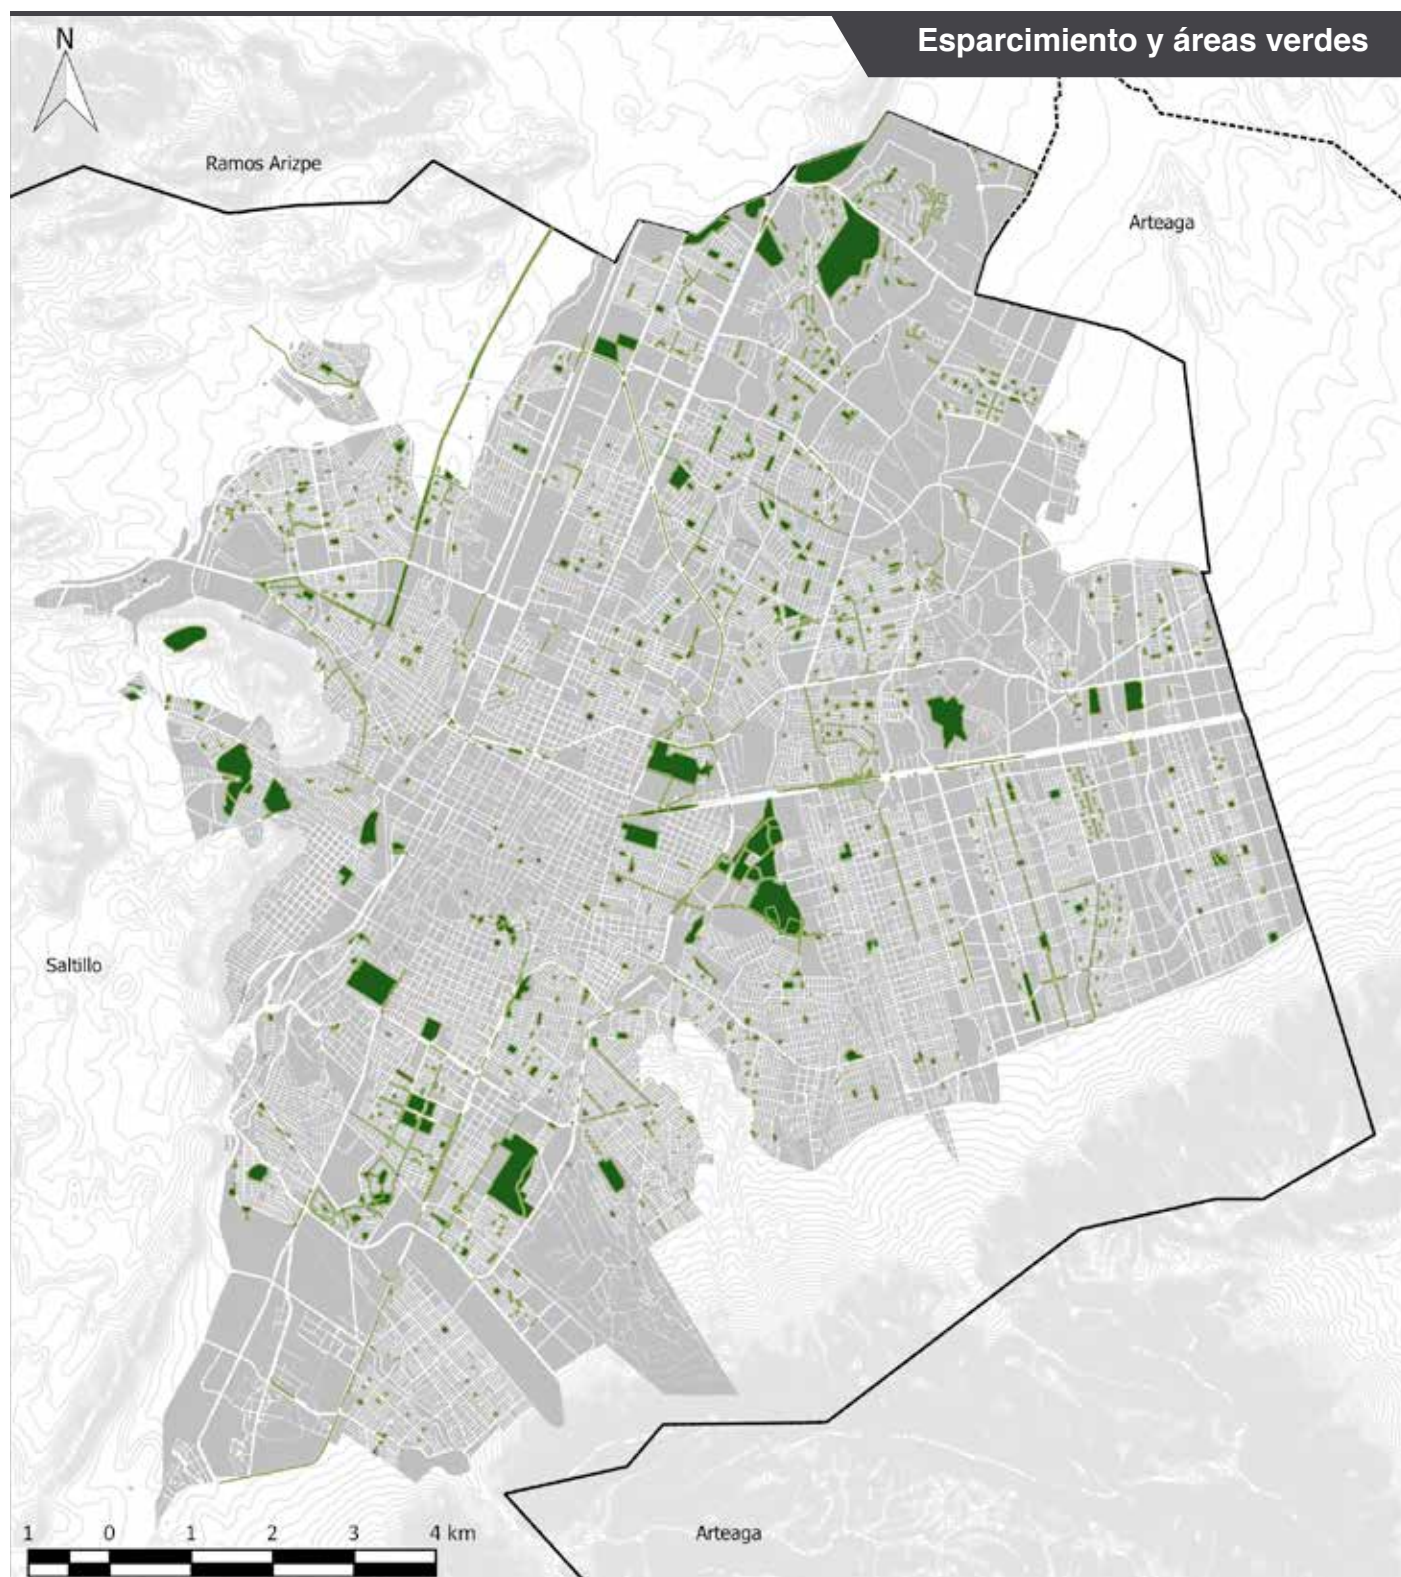 Esparcimiento y áreas verdes
N
Ramos Arizpe
Arteaga
Saltillo
1 0 1 2 3 4 km
Arteaga